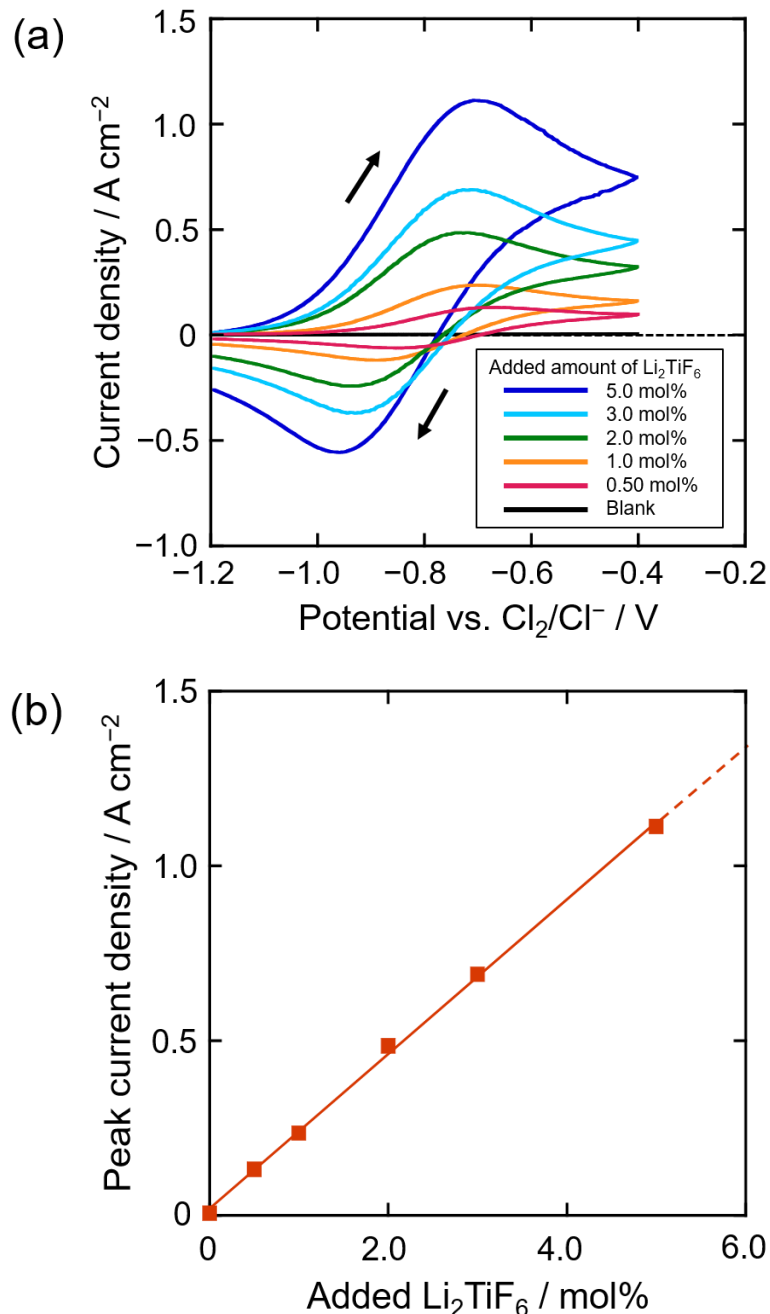 (a)
1.5
1.0
0.5
0
−0.5
−1.0
Current density / A cm⁻²
Added amount of Li₂TiF₆
5.0 mol%
3.0 mol%
2.0 mol%
1.0 mol%
0.50 mol%
Blank
−1.2 −1.0 −0.8 −0.6 −0.4 −0.2
Potential vs. Cl₂/Cl⁻ / V
(b)
1.5
1.0
0.5
0
Peak current density / A cm⁻²
0 2.0 4.0 6.0
Added Li₂TiF₆ / mol%